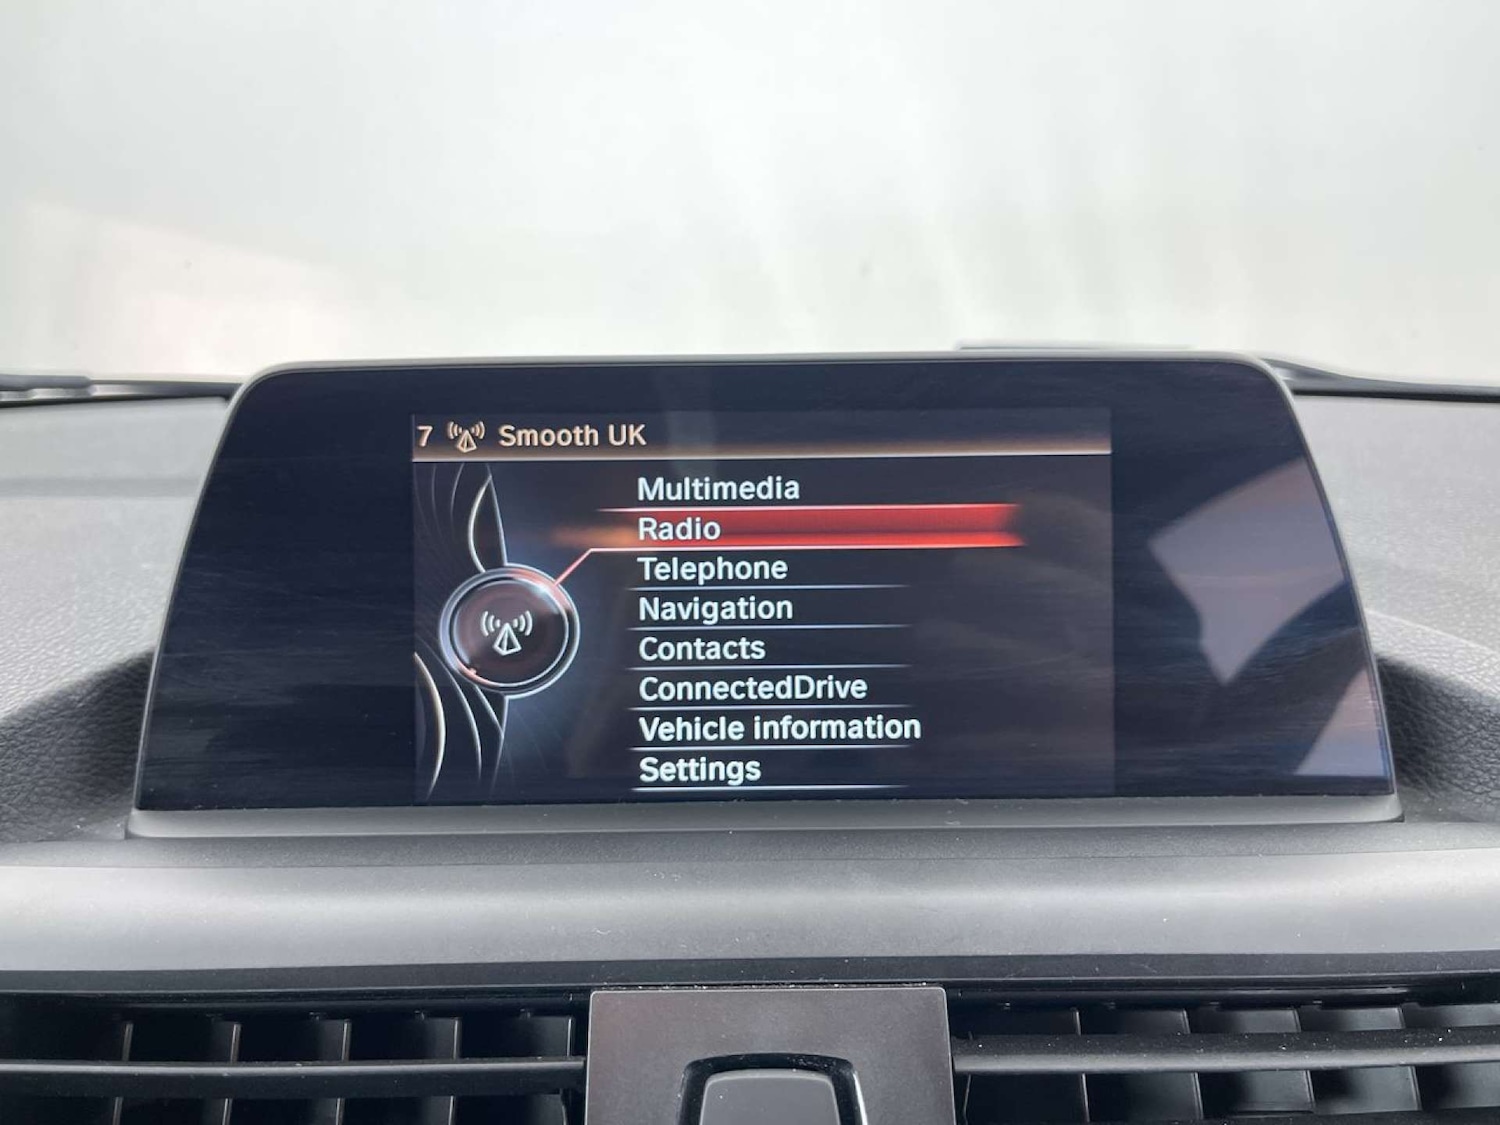 7 Smooth UK
Multimedia
Radio
Telephone
Navigation
Contacts
ConnectedDrive
Vehicle information
Settings